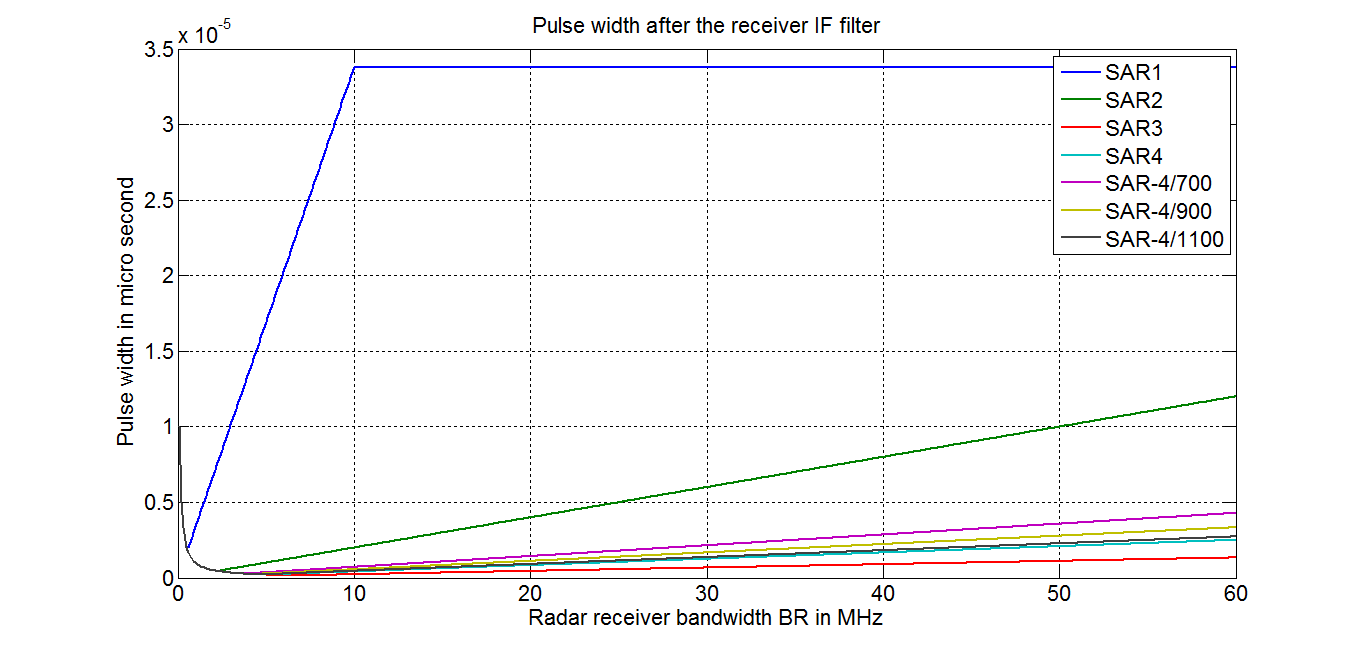 Pulse width after the receiver IF filter
x 10^-5
3.5
3
2.5
2
1.5
1
0.5
0
Pulse width in micro second
SAR1
SAR2
SAR3
SAR4
SAR-4/700
SAR-4/900
SAR-4/1100
0 10 20 30 40 50 60
Radar receiver bandwidth BR in MHz